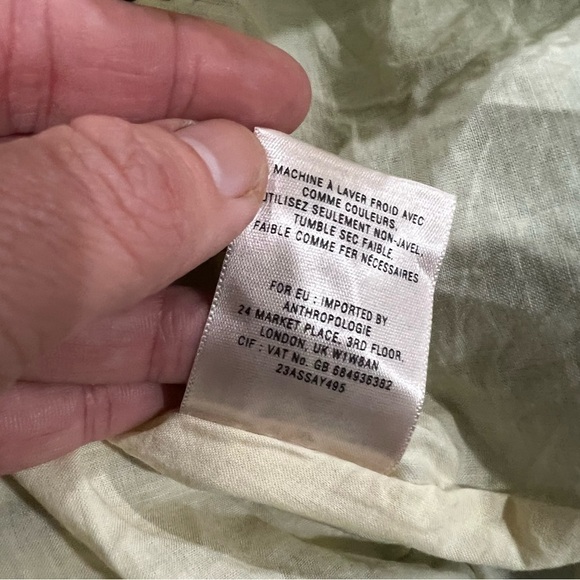 MACHINE À LAVER FROID AVEC
COMME COULEURS.
UTILISEZ SEULEMENT NON-JAVEL.
TUMBLE SEC FAIBLE.
FAIBLE COMME FER NÉCESSAIRES
FOR EU : IMPORTED BY
ANTHROPOLOGIE
24 MARKET PLACE, 3RD FLOOR.
LONDON, UK W1W8AN
CIF : VAT No. GB 684936382
23ASSAY495